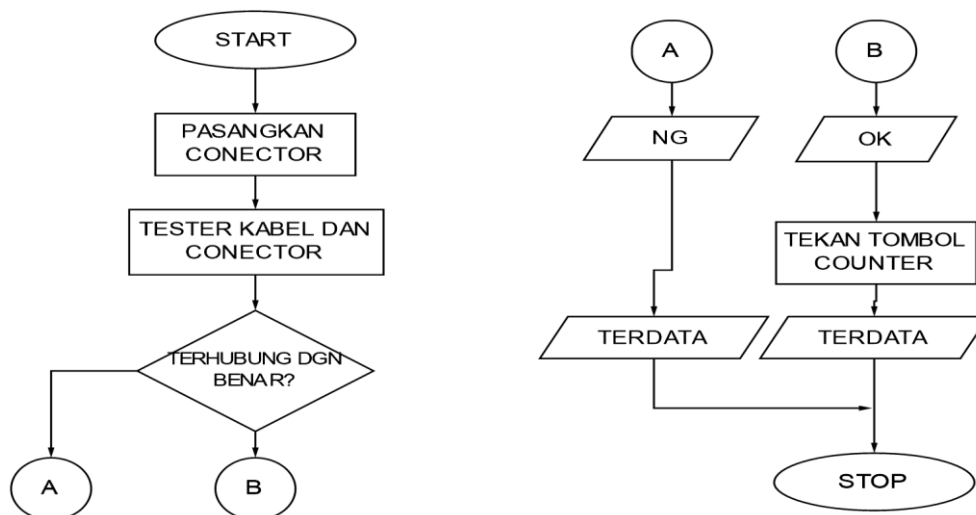 START
PASANGKAN
CONECTOR
TESTER KABEL DAN
CONECTOR
TERHUBUNG DGN
BENAR?
A
B
A
B
NG
OK
TEKAN TOMBOL
COUNTER
TERDATA
TERDATA
STOP